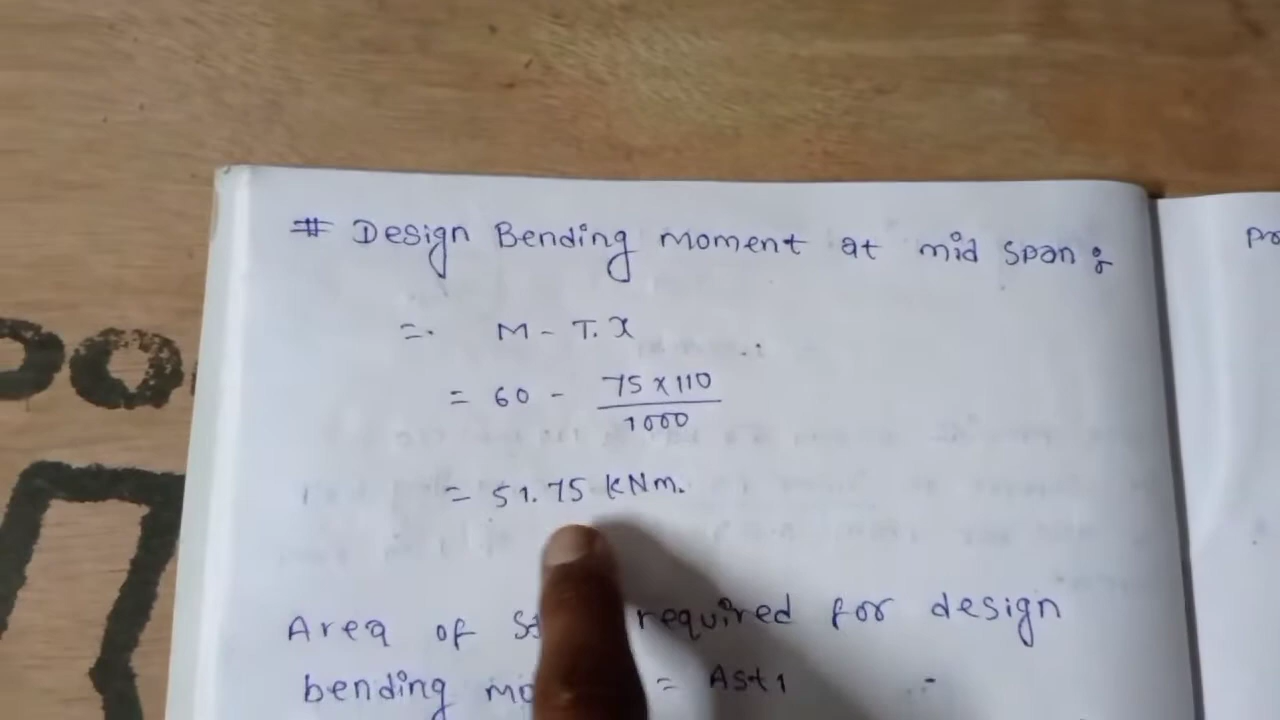 # Design Bending moment at mid span :
=. M - T.x
= 60 - 75 x 110 / 1000
= 51.75 kNm.
Area of required for design
bending = Ast1